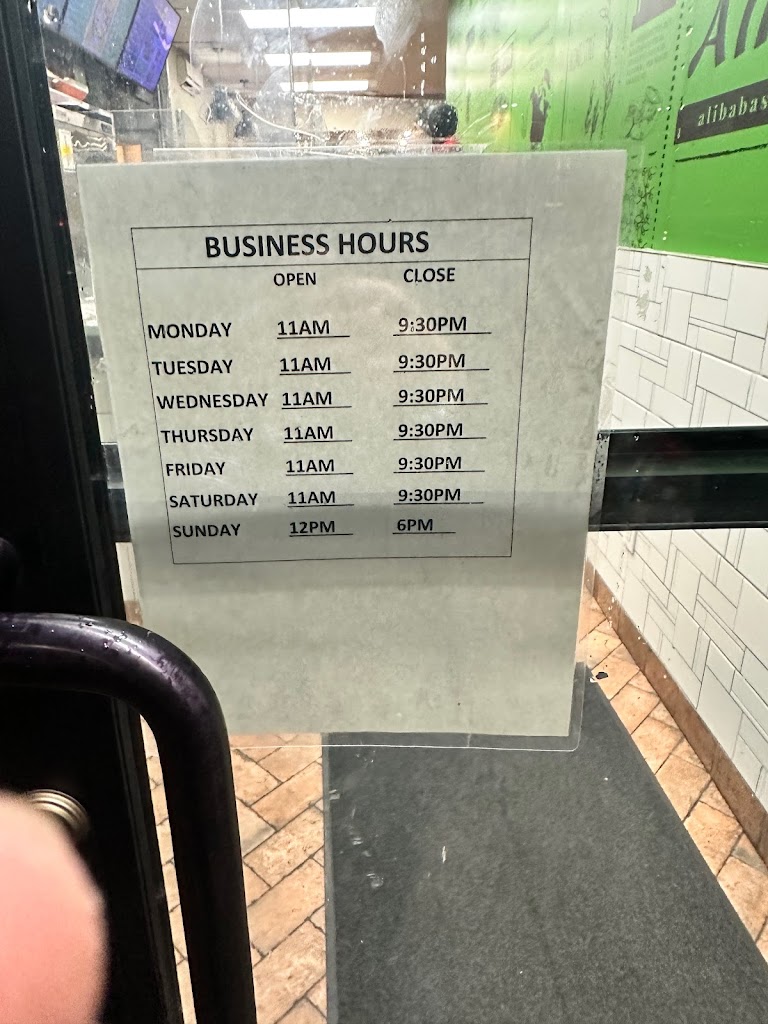 alibabas
BUSINESS HOURS
OPEN CLOSE
MONDAY 11AM 9:30PM
TUESDAY 11AM 9:30PM
WEDNESDAY 11AM 9:30PM
THURSDAY 11AM 9:30PM
FRIDAY 11AM 9:30PM
SATURDAY 11AM 9:30PM
SUNDAY 12PM 6PM